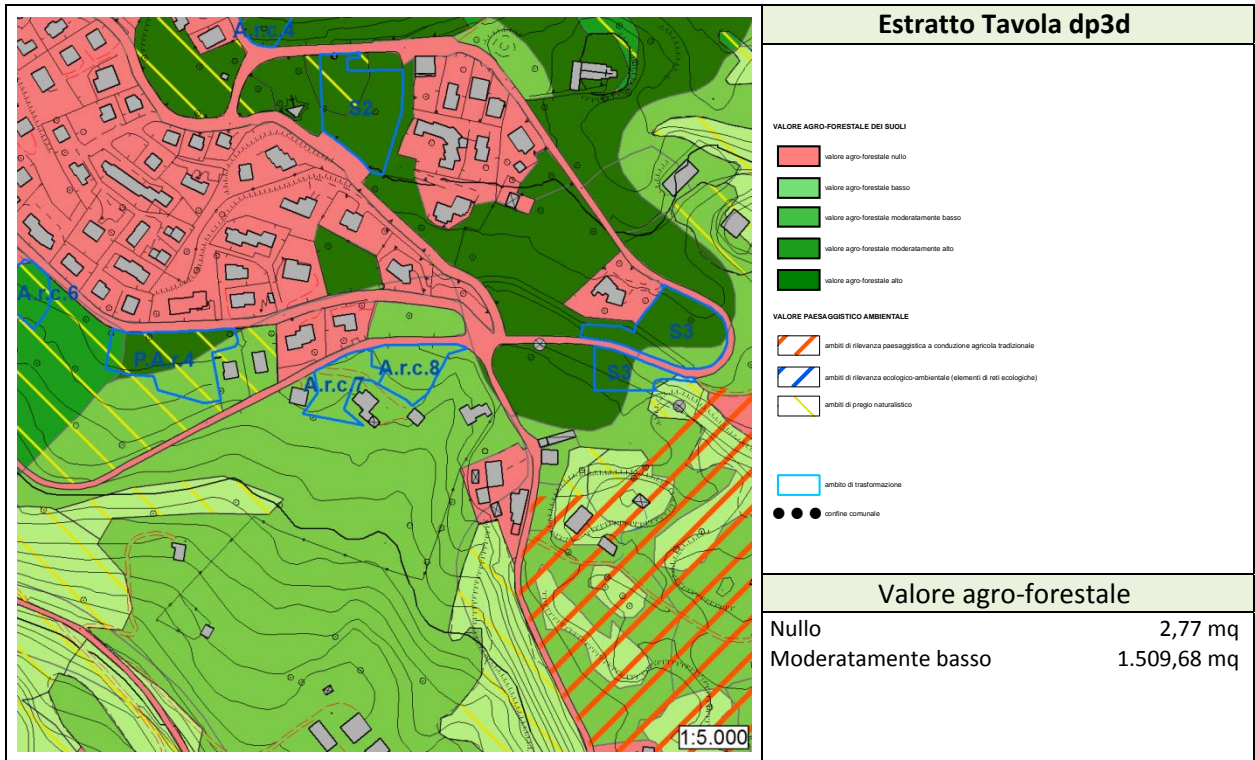 A.r.c.4
S2
A.r.c.6
P.A.r.4
A.r.c.7
A.r.c.8
S3
S3
1:5.000
Estratto Tavola dp3d
VALORE AGRO-FORESTALE DEI SUOLI
valore agro-forestale nullo
valore agro-forestale basso
valore agro-forestale moderatamente basso
valore agro-forestale moderatamente alto
valore agro-forestale alto
VALORE PAESAGGISTICO AMBIENTALE
ambiti di rilevanza paesaggistica a conduzione agricola tradizionale
ambiti di rilevanza ecologico-ambientale (elementi di reti ecologiche)
ambiti di pregio naturalistico
ambito di trasformazione
confine comunale
Valore agro-forestale
Nullo 2,77 mq
Moderatamente basso 1.509,68 mq